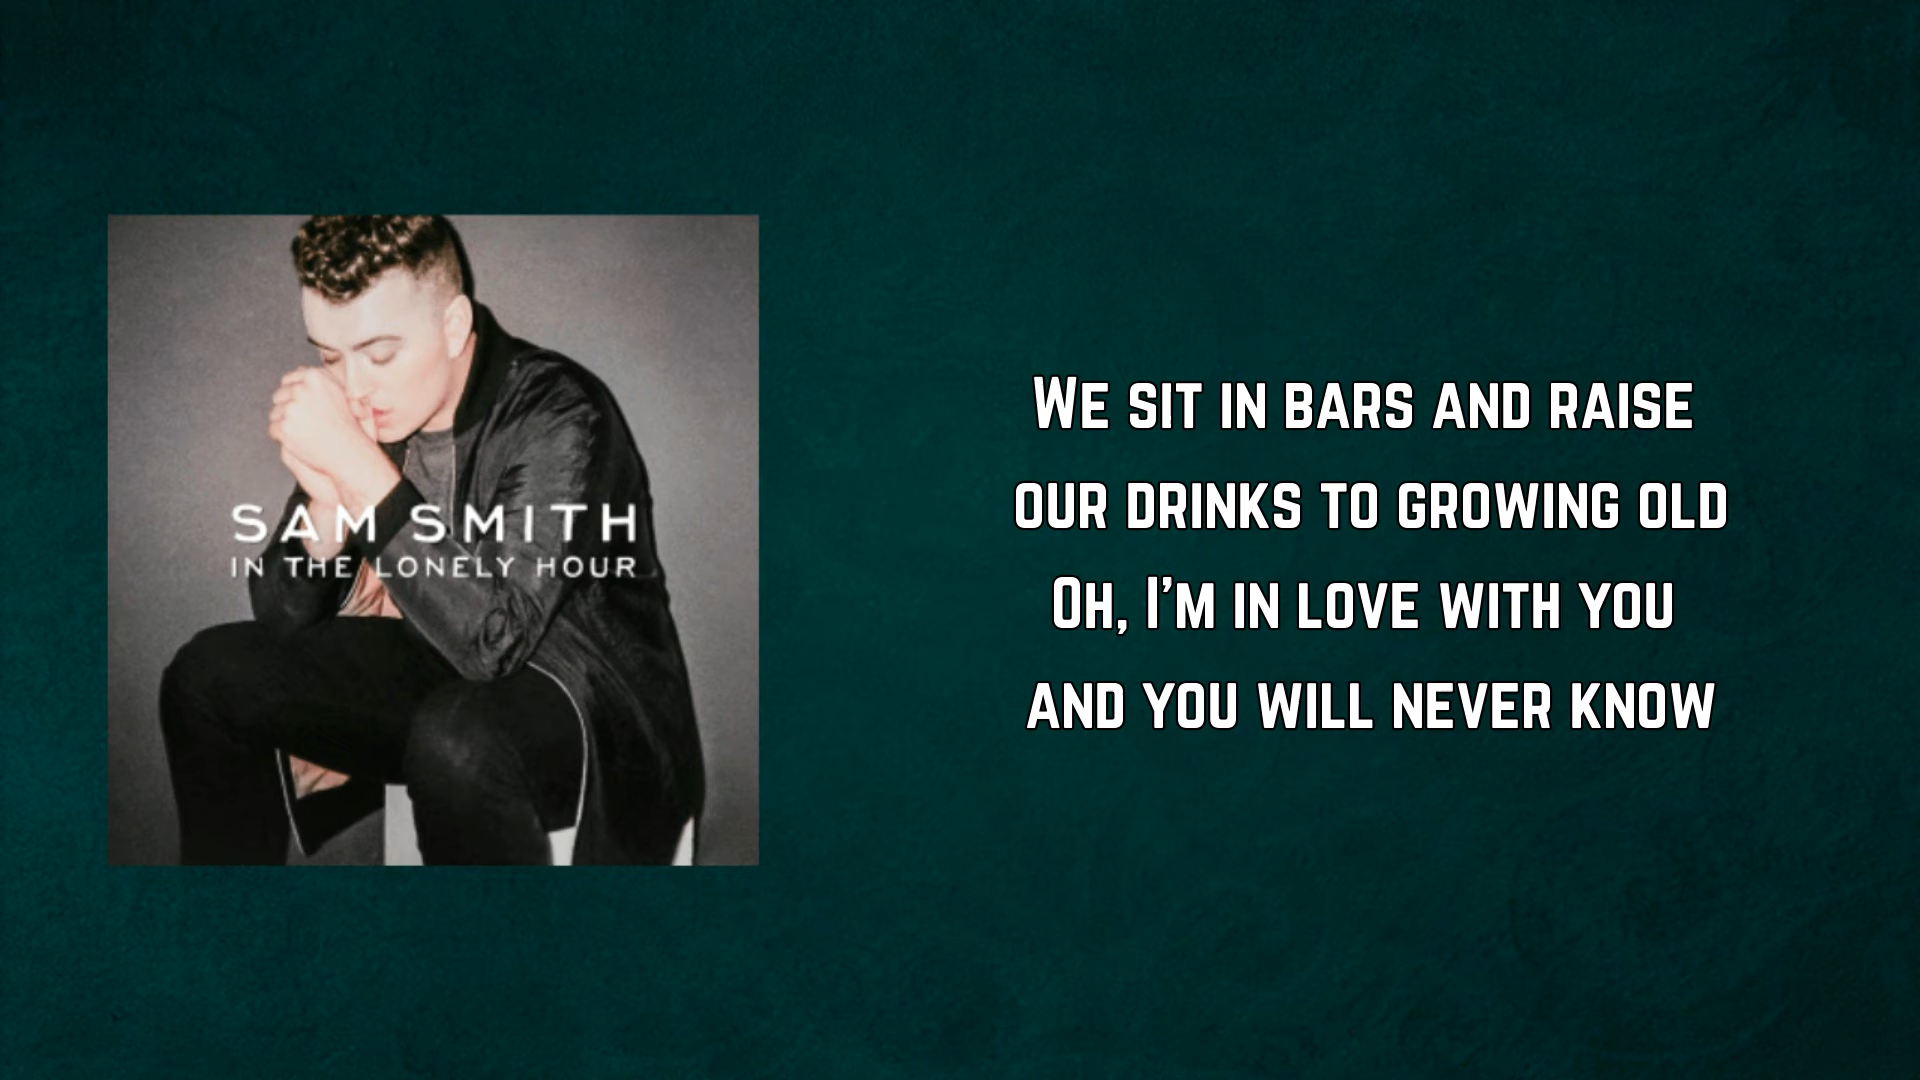 SAM SMITH
IN THE LONELY HOUR
We sit in bars and raise
our drinks to growing old
Oh, I'm in love with you
and you will never know